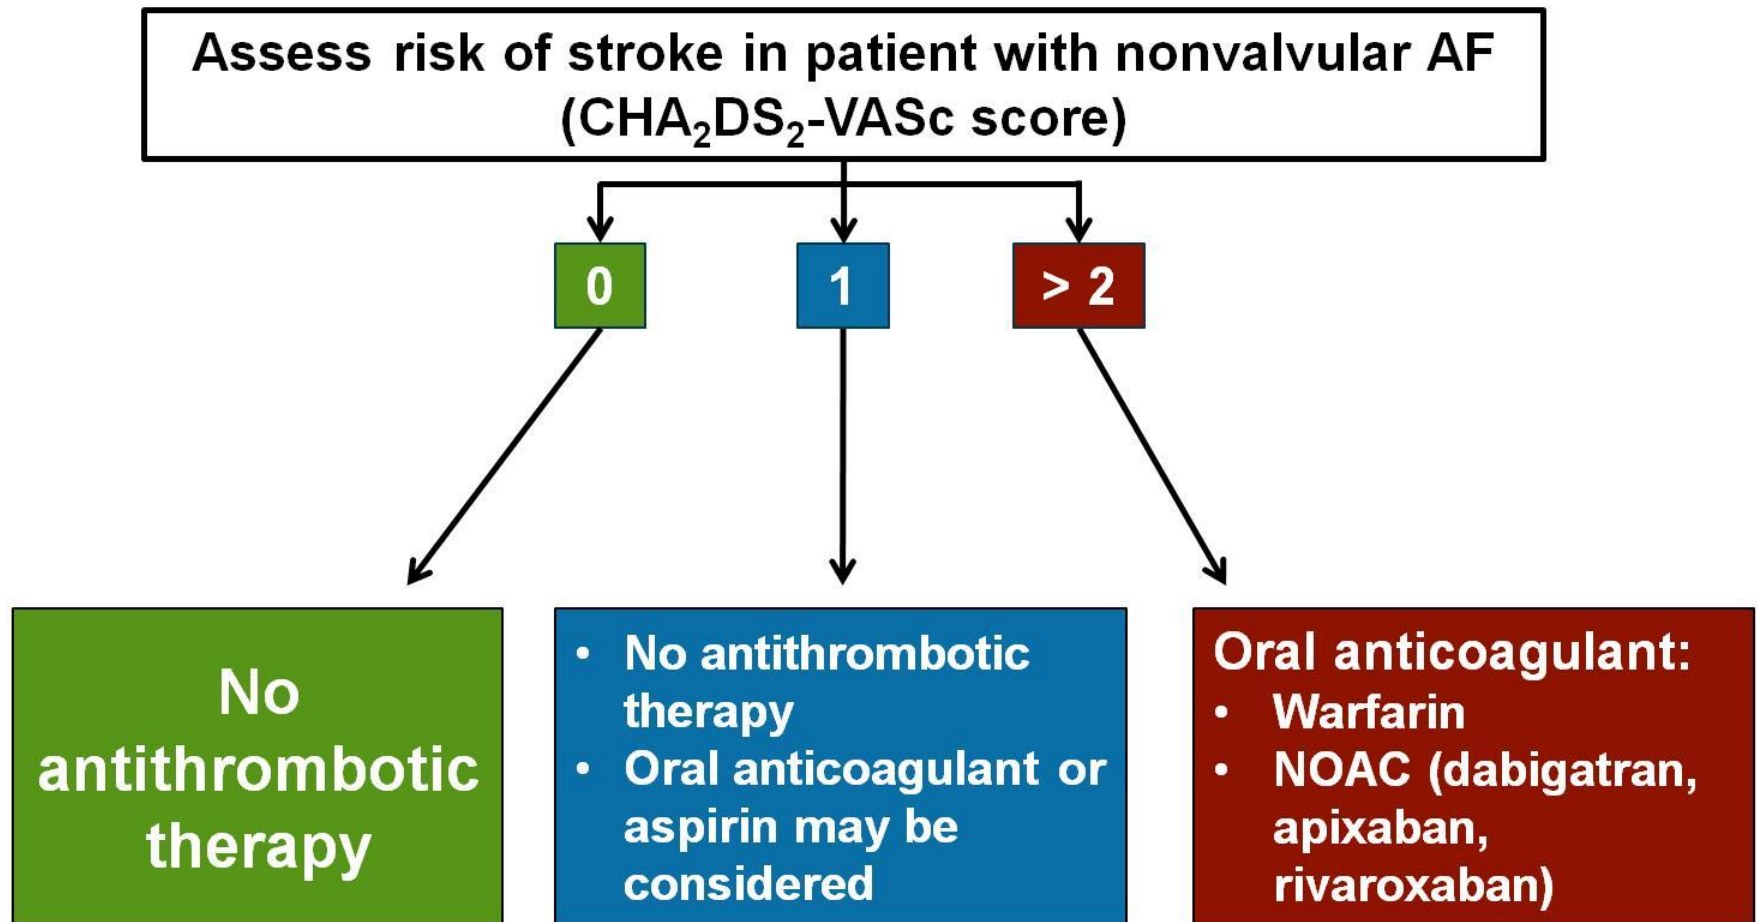 Assess risk of stroke in patient with nonvalvular AF
(CHA₂DS₂-VASc score)
0
1
> 2
No
antithrombotic
therapy
• No antithrombotic
therapy
• Oral anticoagulant or
aspirin may be
considered
Oral anticoagulant:
• Warfarin
• NOAC (dabigatran,
apixaban,
rivaroxaban)